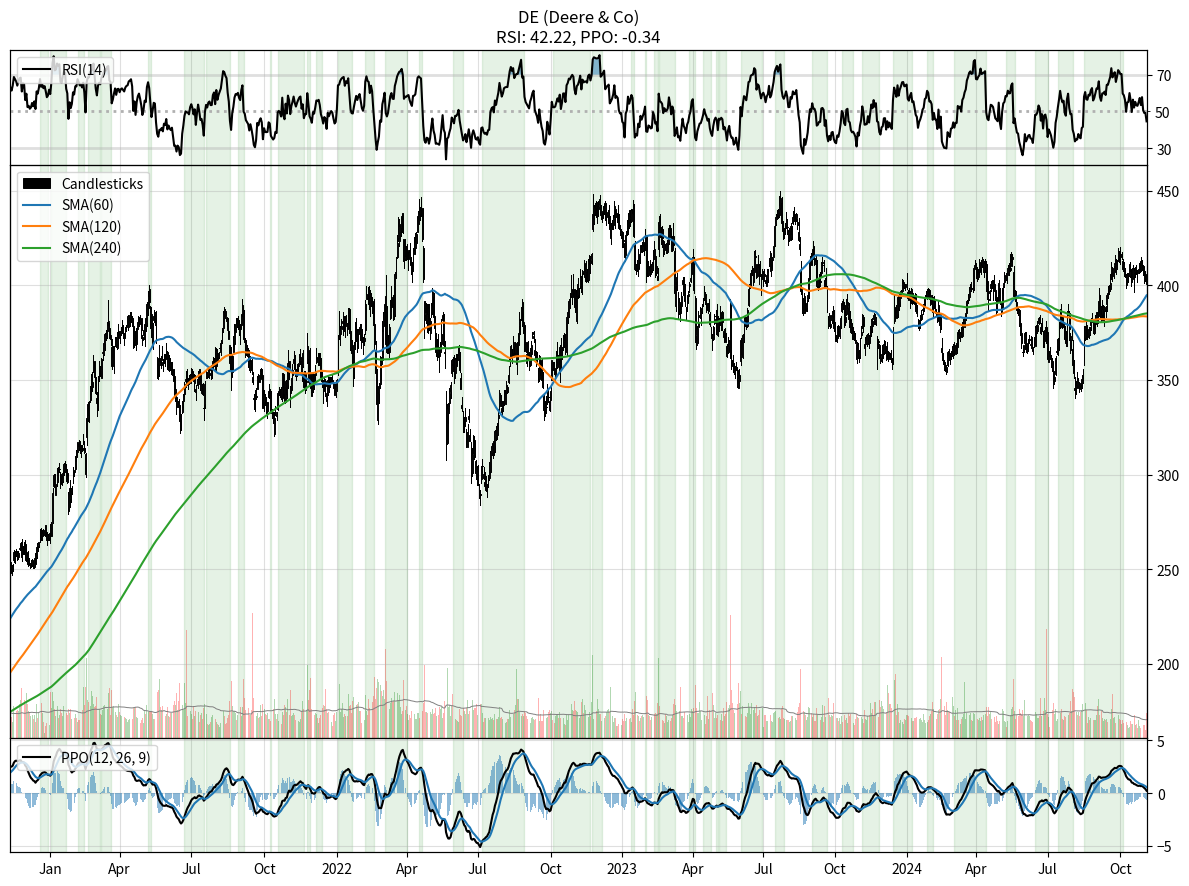 DE (Deere & Co)
RSI: 42.22, PPO: -0.34
RSI(14)
70
50
30
Candlesticks
SMA(60)
SMA(120)
SMA(240)
450
400
350
300
250
200
PPO(12, 26, 9)
5
0
−5
Jan Apr Jul Oct 2022 Apr Jul Oct 2023 Apr Jul Oct 2024 Apr Jul Oct